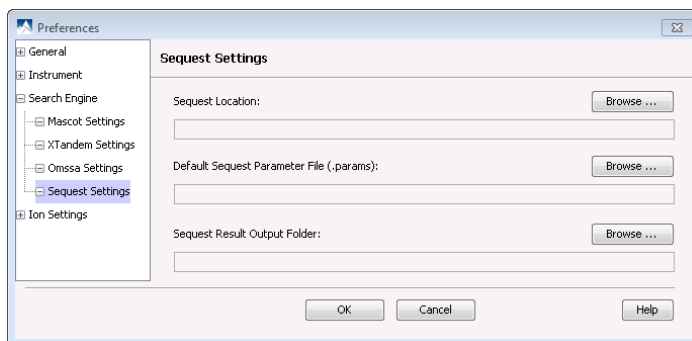 Preferences
General
Instrument
Search Engine
Mascot Settings
XTandem Settings
Omssa Settings
Sequest Settings
Ion Settings
Sequest Settings
Sequest Location:
Browse ...
Default Sequest Parameter File (.params):
Browse ...
Sequest Result Output Folder:
Browse ...
OK
Cancel
Help